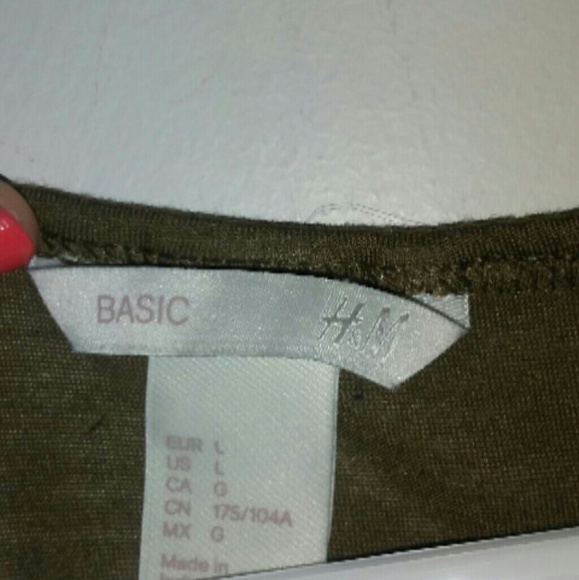 BASIC H&M
EUR L
US L
CA G
CN 175/104A
MX G
Made in